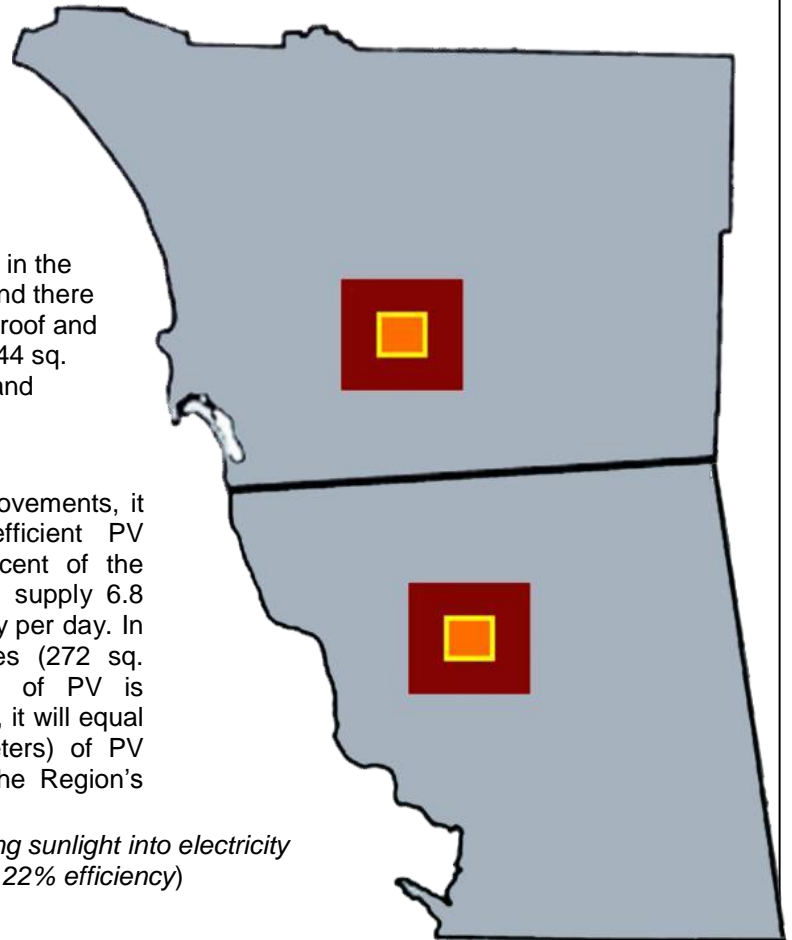 in the
nd there
roof and
44 sq.
and
ovements, it
efficient PV
cent of the
supply 6.8
y per day. In
es (272 sq.
of PV is
, it will equal
eters) of PV
he Region's
ng sunlight into electricity
22% efficiency)